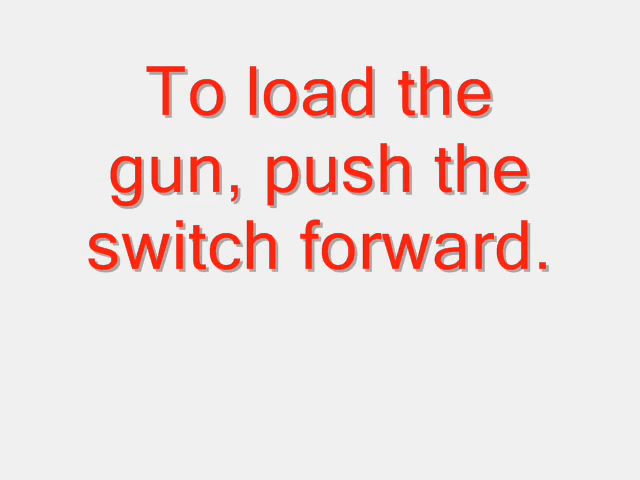 To load the
gun, push the
switch forward.